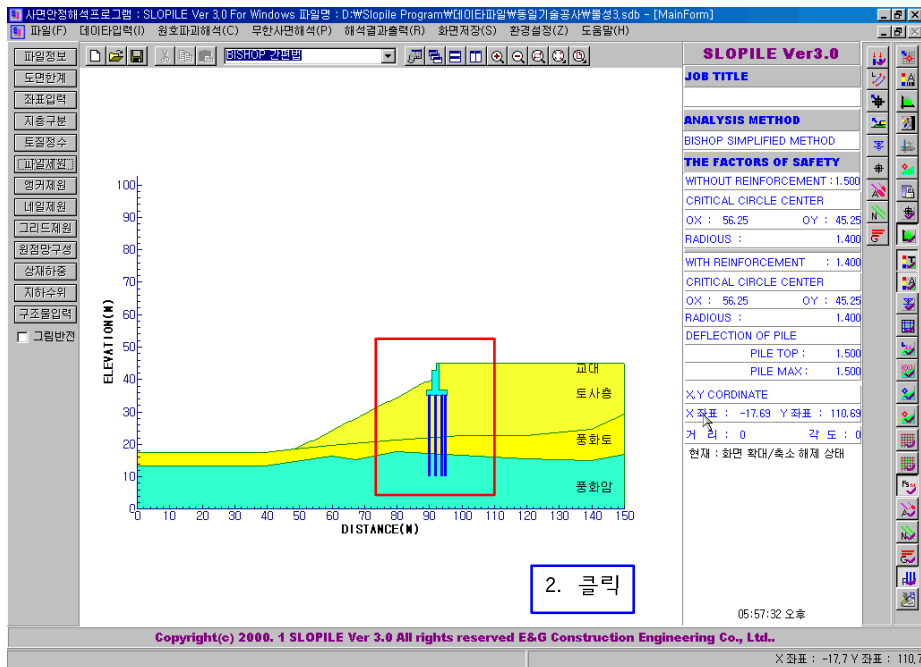 사면안정해석프로그램 : SLOPILE Ver 3,0 For Windows 파일명 : D:₩Slopile Program₩데이타파일₩동일기술공사₩물성3.sdb - [MainForm]
파일(F) 데이타입력(I) 원호파괴해석(C) 무한사면해석(P) 해석결과출력(R) 화면저장(S) 환경설정(Z) 도움말(H)
파일정보
도면한계
좌표입력
지층구분
토질정수
파일제원
앵커제원
네일제원
그리드제원
원점망구성
상재하중
지하수위
구조물입력
그림반전
BISHOP 간편법
ELEVATION(M)
100
90
80
70
60
50
40
30
20
10
0
교대
토사층
풍화토
풍화암
0 10 20 30 40 50 60 70 80 90 100 110 120 130 140 150
DISTANCE(M)
2. 클릭
SLOPILE Ver3.0
JOB TITLE
ANALYSIS METHOD
BISHOP SIMPLIFIED METHOD
THE FACTORS OF SAFETY
WITHOUT REINFORCEMENT : 1.500
CRITICAL CIRCLE CENTER
OX : 56.25 OY : 45.25
RADIOUS : 1.400
WITH REINFORCEMENT : 1.400
CRITICAL CIRCLE CENTER
OX : 56.25 OY : 45.25
RADIOUS : 1.400
DEFLECTION OF PILE
PILE TOP : 1.500
PILE MAX : 1.500
X,Y CORDINATE
X 좌표 : -17.69 Y 좌표 : 110.69
거 리 : 0 각 도 : 0
현재 : 화면 확대/축소 해제 상태
05:57:32 오후
Copyright(c) 2000. 1 SLOPILE Ver 3.0 All rights reserved E&G Construction Engineering Co., Ltd..
X 좌표 : -17,7 Y 좌표 : 110,7